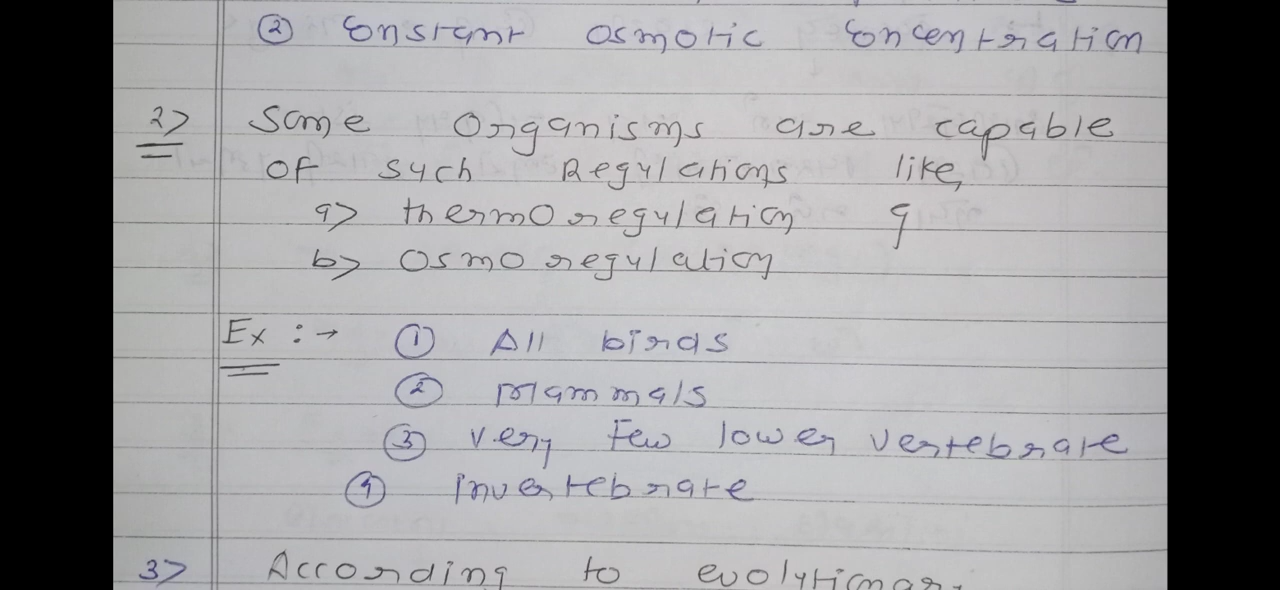 ② Constant Osmotic Concentration
2> Some Organisms are capable
of such Regulations like,
a> thermoregulation &
b> Osmoregulation
Ex :→ ① All birds
② Mammals
③ Very Few lower vertebrate
④ invertebrate
3> According to evolutionary